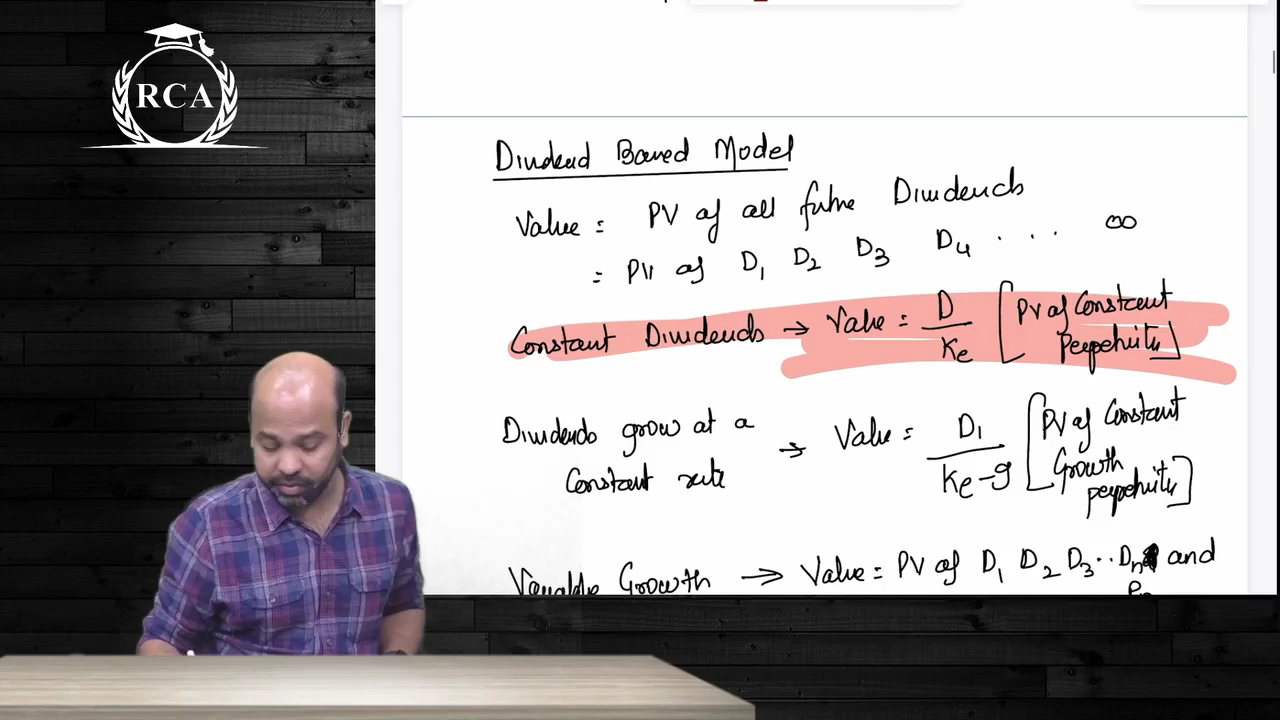 RCA
Dividend Based Model
Value = PV of all future Dividends
= PV of D1 D2 D3 D4 . . . . ∞
Constant Dividends → Value = D / Ke [PV of Constant Perpetuity]
Dividends grow at a Constant rate → Value = D1 / Ke-g [PV of Constant Growth perpetuity]
Variable Growth → Value = PV of D1 D2 D3 .. Dn and